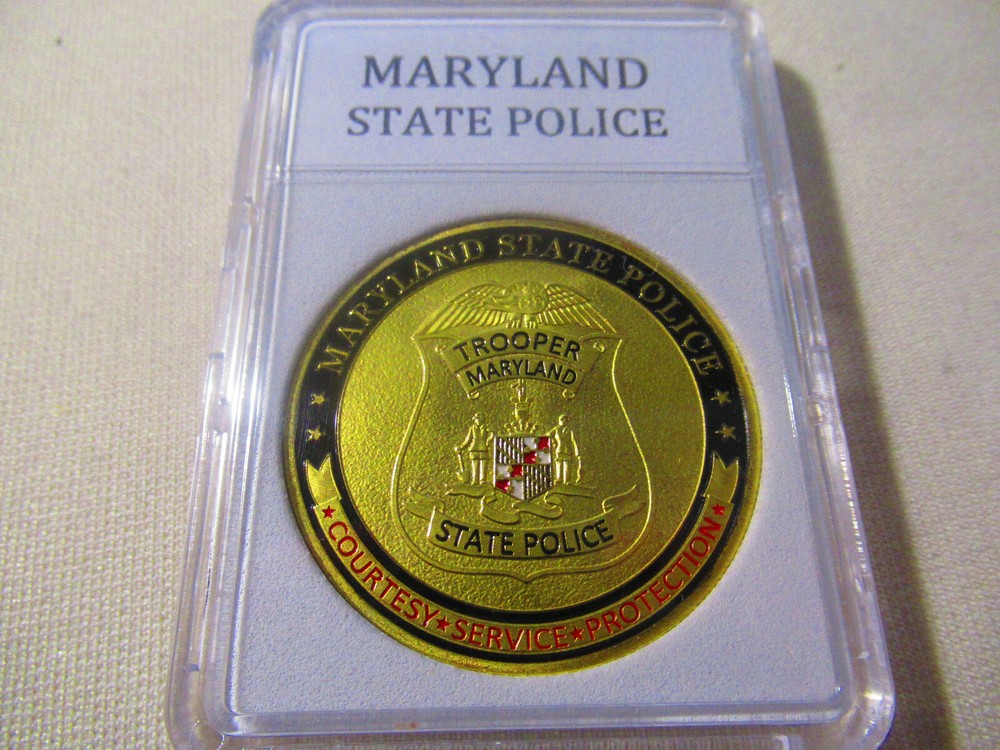 MARYLAND
STATE POLICE
MARYLAND STATE POLICE
TROOPER
MARYLAND
STATE POLICE
★COURTESY★SERVICE★PROTECTION★